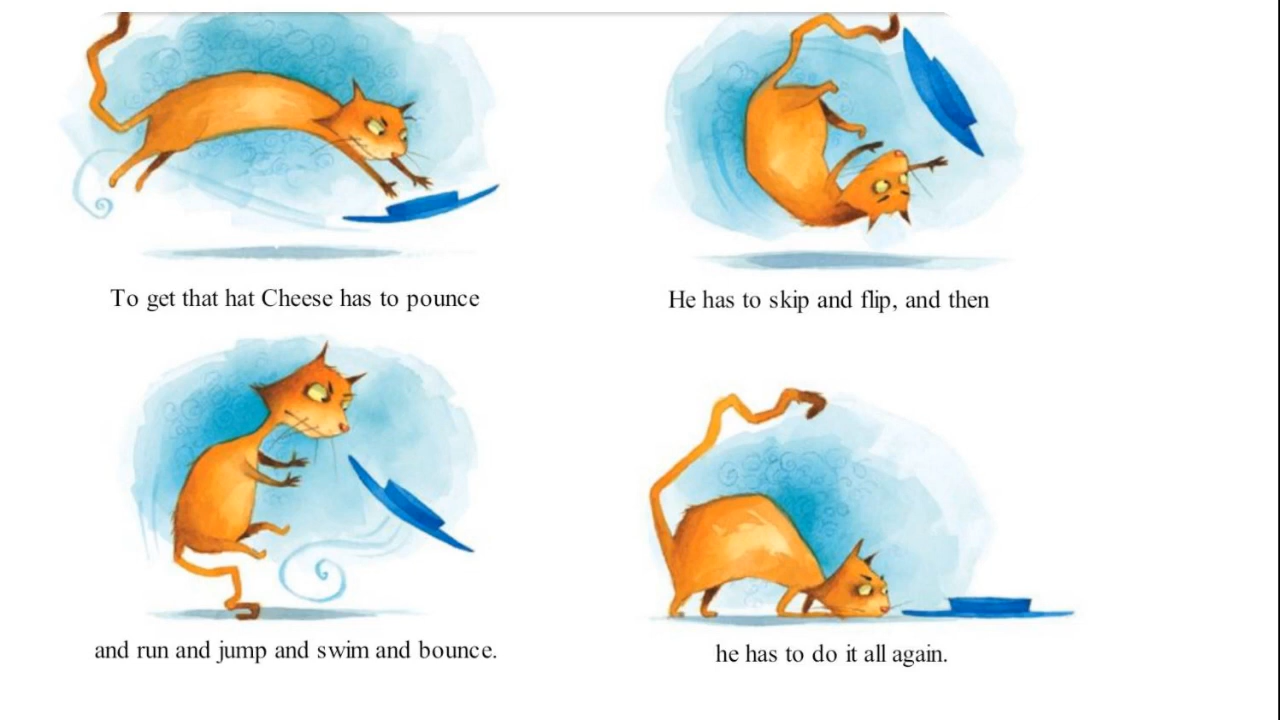 To get that hat Cheese has to pounce
and run and jump and swim and bounce.
He has to skip and flip, and then
he has to do it all again.